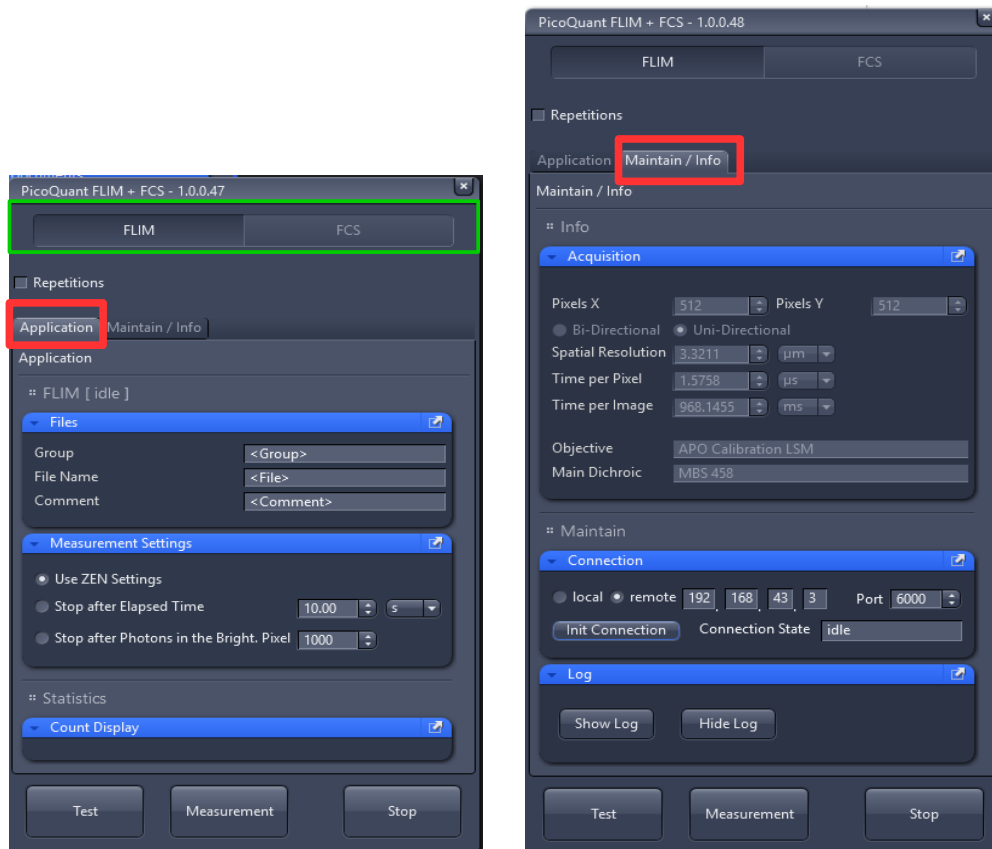 PicoQuant FLIM + FCS - 1.0.0.47
FLIM FCS
Repetitions
Application Maintain / Info
Application
FLIM [ idle ]
Files
Group <Group>
File Name <File>
Comment <Comment>
Measurement Settings
Use ZEN Settings
Stop after Elapsed Time 10.00 s
Stop after Photons in the Bright. Pixel 1000
Statistics
Count Display
Test Measurement Stop
PicoQuant FLIM + FCS - 1.0.0.48
FLIM FCS
Repetitions
Application Maintain / Info
Maintain / Info
Info
Acquisition
Pixels X 512 Pixels Y 512
Bi-Directional Uni-Directional
Spatial Resolution 3.3211 µm
Time per Pixel 1.5758 µs
Time per Image 968.1455 ms
Objective APO Calibration LSM
Main Dichroic MBS 458
Maintain
Connection
local remote 192 . 168 . 43 . 3 Port 6000
Init Connection Connection State idle
Log
Show Log Hide Log
Test Measurement Stop